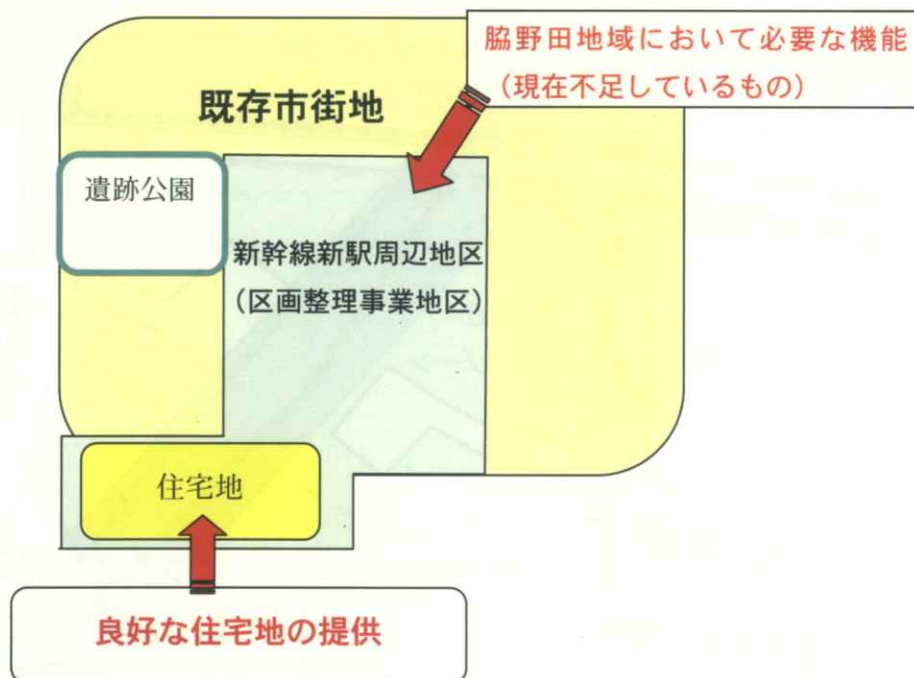 脇野田地域において必要な機能
（現在不足しているもの）
既存市街地
遺跡公園
新幹線新駅周辺地区
（区画整理事業地区）
住宅地
良好な住宅地の提供